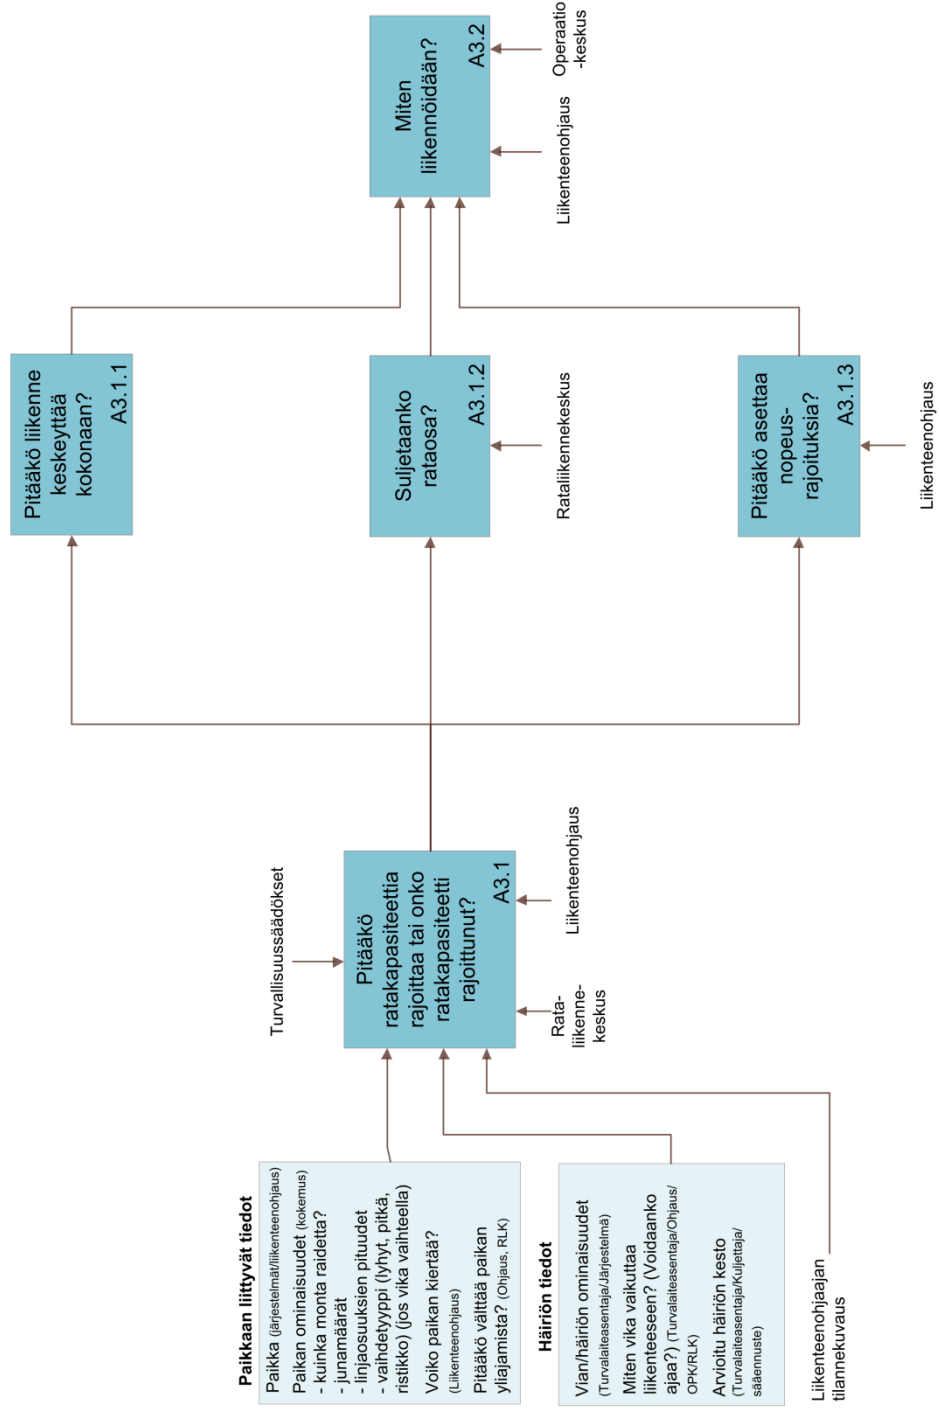 Paikkaan liittyvät tiedot
Paikka (järjestelmät/liikenteenohjaus)
Paikan ominaisuudet (kokemus)
- kuinka monta raidetta?
- junamäärät
- linjaosuuksien pituudet
- vaihdetyyppi (lyhyt, pitkä,
ristikko) (jos vika vaihteella)
Voiko paikan kiertää?
(Liikenteenohjaus)
Pitääkö välttää paikan
yliajamista? (Ohjaus, RLK)
Häiriön tiedot
Vian/häiriön ominaisuudet
(Turvalaiteasentaja/Järjestelmä)
Miten vika vaikuttaa
liikenteeseen? (Voidaanko
ajaa?) (Turvalaiteasentaja/Ohjaus/
OPK/RLK)
Arvioitu häiriön kesto
(Turvalaiteasentaja/Kuljettaja/
sääennuste)
Liikenteenohjaajan
tilannekuvaus
Turvallisuussäädökset
Pitääkö
ratakapasiteettia
rajoittaa tai onko
ratakapasiteetti
rajoittunut?
A3.1
Rata-
liikenne-
keskus
Liikenteenohjaus
Pitääkö liikenne
keskeyttää
kokonaan?
A3.1.1
Suljetaanko
rataosa?
A3.1.2
Rataliikennekeskus
Pitääkö asettaa
nopeus-
rajoituksia?
A3.1.3
Liikenteenohjaus
Miten
liikennöidään?
A3.2
Liikenteenohjaus
Operaatio
-keskus